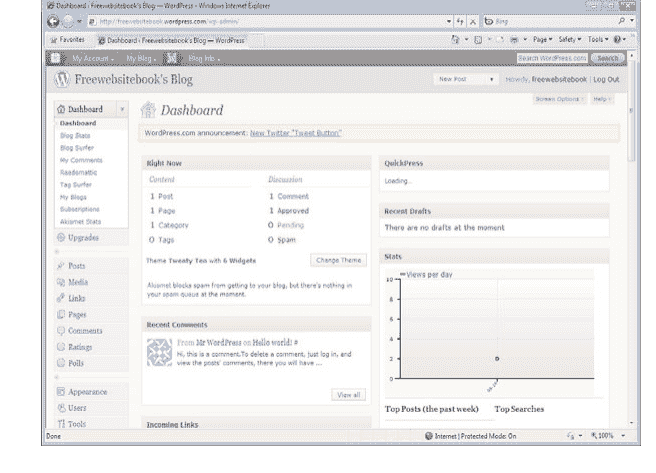 Dashboard ‹ Freewebsitebook's Blog — WordPress - Windows Internet Explorer
http://freewebsitebook.wordpress.com/wp-admin/
Bing
Favorites
Dashboard ‹ Freewebsitebook's Blog — WordPress
Page Safety Tools
My Account My Blog Blog Info
Search WordPress.com Search
Freewebsitebook's Blog
New Post
Howdy, freewebsitebook | Log Out
Screen Options Help
Dashboard
Dashboard
Blog Stats
Blog Surfer
My Comments
Readomattic
Tag Surfer
My Blogs
Subscriptions
Akismet Stats
Upgrades
Posts
Media
Links
Pages
Comments
Ratings
Polls
Appearance
Users
Tools
Dashboard
WordPress.com announcement: New Twitter "Tweet Button"
Right Now
Content Discussion
1 Post 1 Comment
1 Page 1 Approved
1 Category 0 Pending
0 Tags 0 Spam
Theme Twenty Ten with 6 Widgets Change Theme
Akismet blocks spam from getting to your blog, but there's nothing in
your spam queue at the moment.
Recent Comments
From Mr WordPress on Hello world! #
Hi, this is a comment.To delete a comment, just log in, and
view the posts' comments, there you will have ...
View all
Incoming Links
QuickPress
Loading...
Recent Drafts
There are no drafts at the moment
Stats
Views per day
10
8
6
4
2
0
Top Posts (the past week) Top Searches
Done
Internet | Protected Mode: On
100%